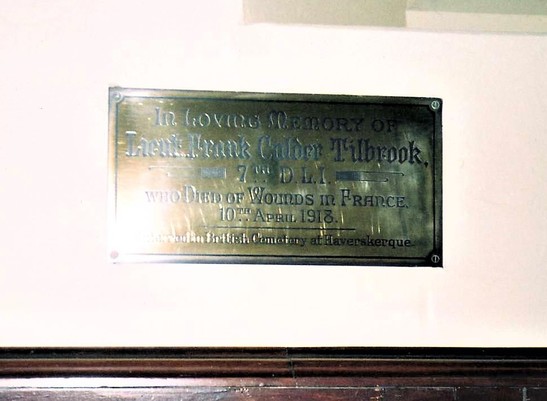 In Loving Memory of
Lieut. Frank Calder Tilbrook,
7th D.L.I.
who Died of Wounds in France.
10th April 1918.
in British Cemetery at Haverskerque.